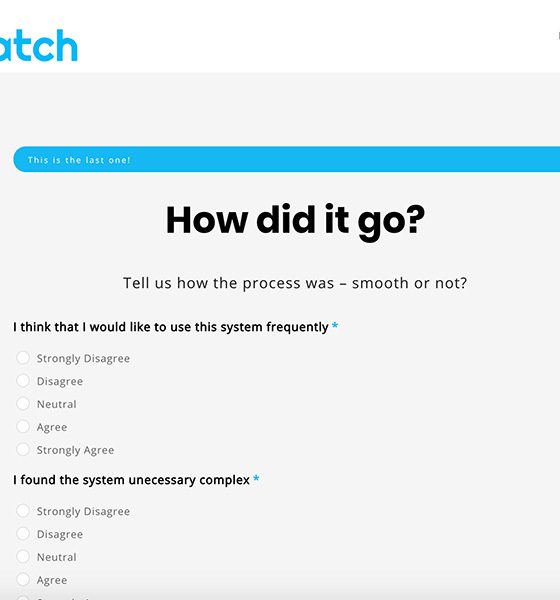 atch
This is the last one!
How did it go?
Tell us how the process was – smooth or not?
I think that I would like to use this system frequently *
Strongly Disagree
Disagree
Neutral
Agree
Strongly Agree
I found the system unecessary complex *
Strongly Disagree
Disagree
Neutral
Agree